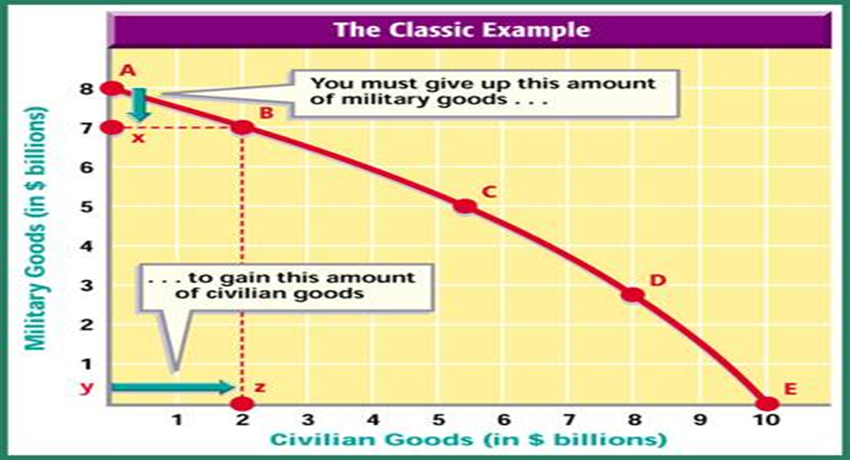 The Classic Example
Military Goods (in $ billions)
8
7
6
5
4
3
2
1
y
A
x
B
C
D
E
z
You must give up this amount
of military goods . . .
. . . to gain this amount
of civilian goods
1 2 3 4 5 6 7 8 9 10
Civilian Goods (in $ billions)